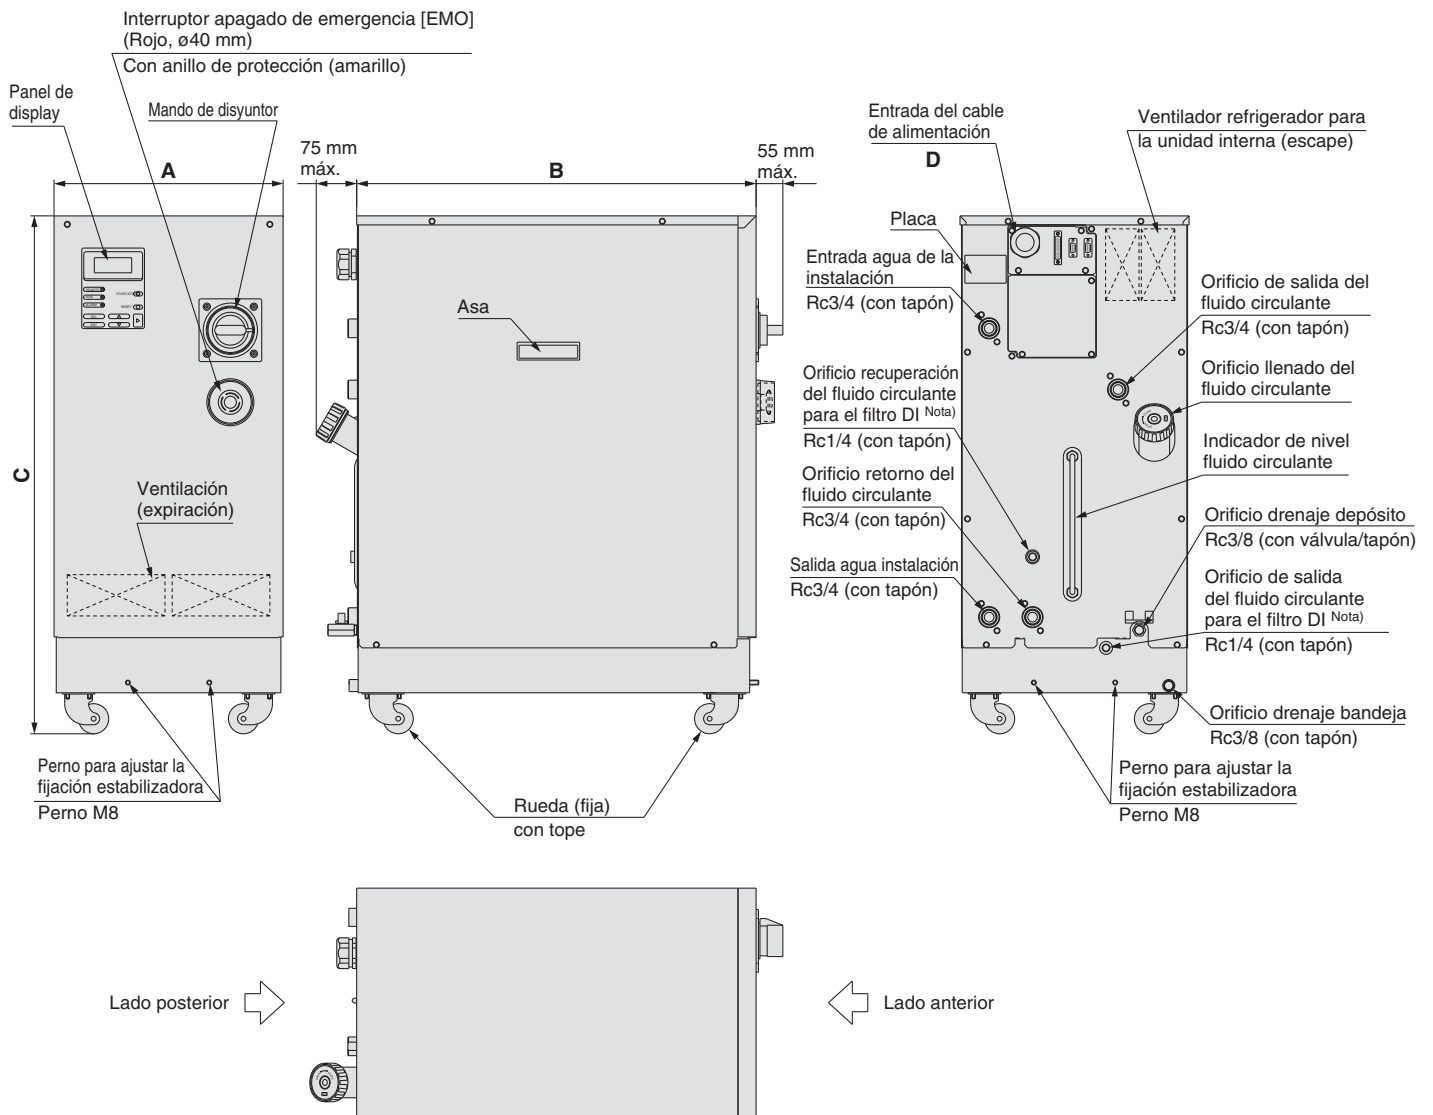 Interruptor apagado de emergencia [EMO]
(Rojo, ø40 mm)
Con anillo de protección (amarillo)
Panel de
display
Mando de disyuntor
A
C
Ventilación
(expiración)
Perno para ajustar la
fijación estabilizadora
Perno M8
75 mm
máx.
B
55 mm
máx.
Asa
Rueda (fija)
con tope
Entrada del cable
de alimentación
D
Ventilador refrigerador para
la unidad interna (escape)
Placa
Entrada agua de la
instalación
Rc3/4 (con tapón)
Orificio recuperación
del fluido circulante
para el filtro DI Nota)
Rc1/4 (con tapón)
Orificio retorno del
fluido circulante
Rc3/4 (con tapón)
Salida agua instalación
Rc3/4 (con tapón)
Orificio de salida del
fluido circulante
Rc3/4 (con tapón)
Orificio llenado del
fluido circulante
Indicador de nivel
fluido circulante
Orificio drenaje depósito
Rc3/8 (con válvula/tapón)
Orificio de salida
del fluido circulante
para el filtro DI Nota)
Rc1/4 (con tapón)
Orificio drenaje bandeja
Rc3/8 (con tapón)
Perno para ajustar la
fijación estabilizadora
Perno M8
Lado posterior
Lado anterior